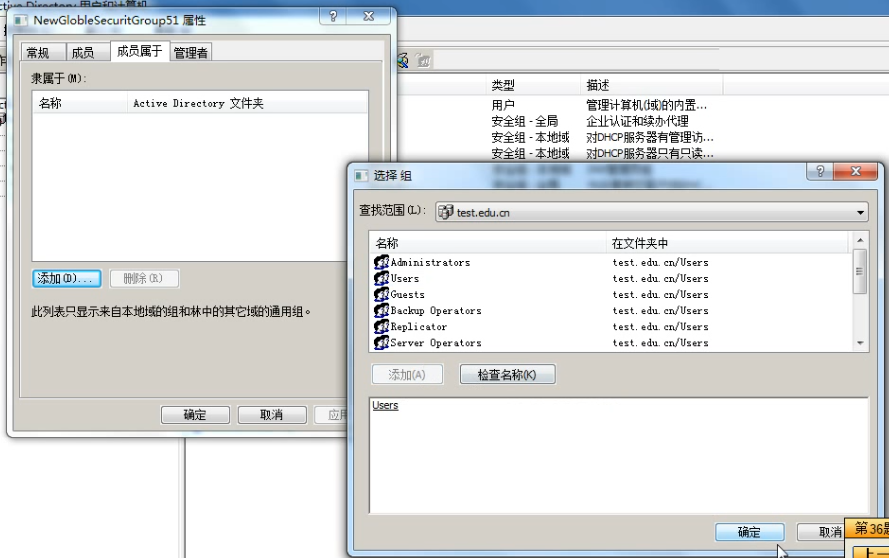 ctive Directory 用户和计算机
NewGlobleSecuritGroup51 属性
常规 成员 成员属于 管理者
隶属于(M):
名称 Active Directory 文件夹
添加(D)... 删除(R)
此列表只显示来自本地域的组和林中的其它域的通用组。
确定 取消 应用
类型 描述
用户 管理计算机(域)的内置...
安全组 - 全局 企业认证和续办代理
安全组 - 本地域 对DHCP服务器有管理访...
安全组 - 本地域 对DHCP服务器只有只读...
选择 组
查找范围(L): test.edu.cn
名称 在文件夹中
Administrators test.edu.cn/Users
Users test.edu.cn/Users
Guests test.edu.cn/Users
Backup Operators test.edu.cn/Users
Replicator test.edu.cn/Users
Server Operators test.edu.cn/Users
添加(A) 检查名称(K)
Users
确定 取消
第36题
上一